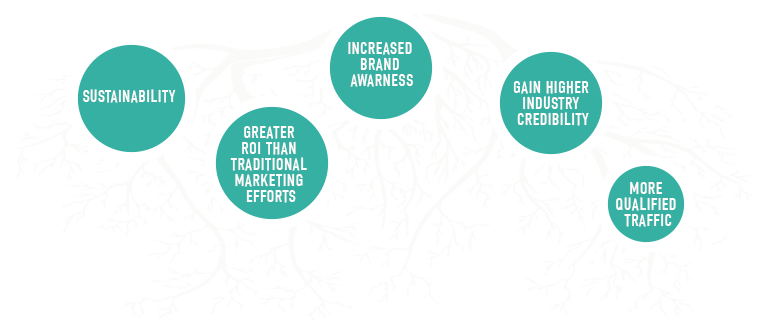 SUSTAINABILITY
GREATER
ROI THAN
TRADITIONAL
MARKETING
EFFORTS
INCREASED
BRAND
AWARNESS
GAIN HIGHER
INDUSTRY
CREDIBILITY
MORE
QUALIFIED
TRAFFIC